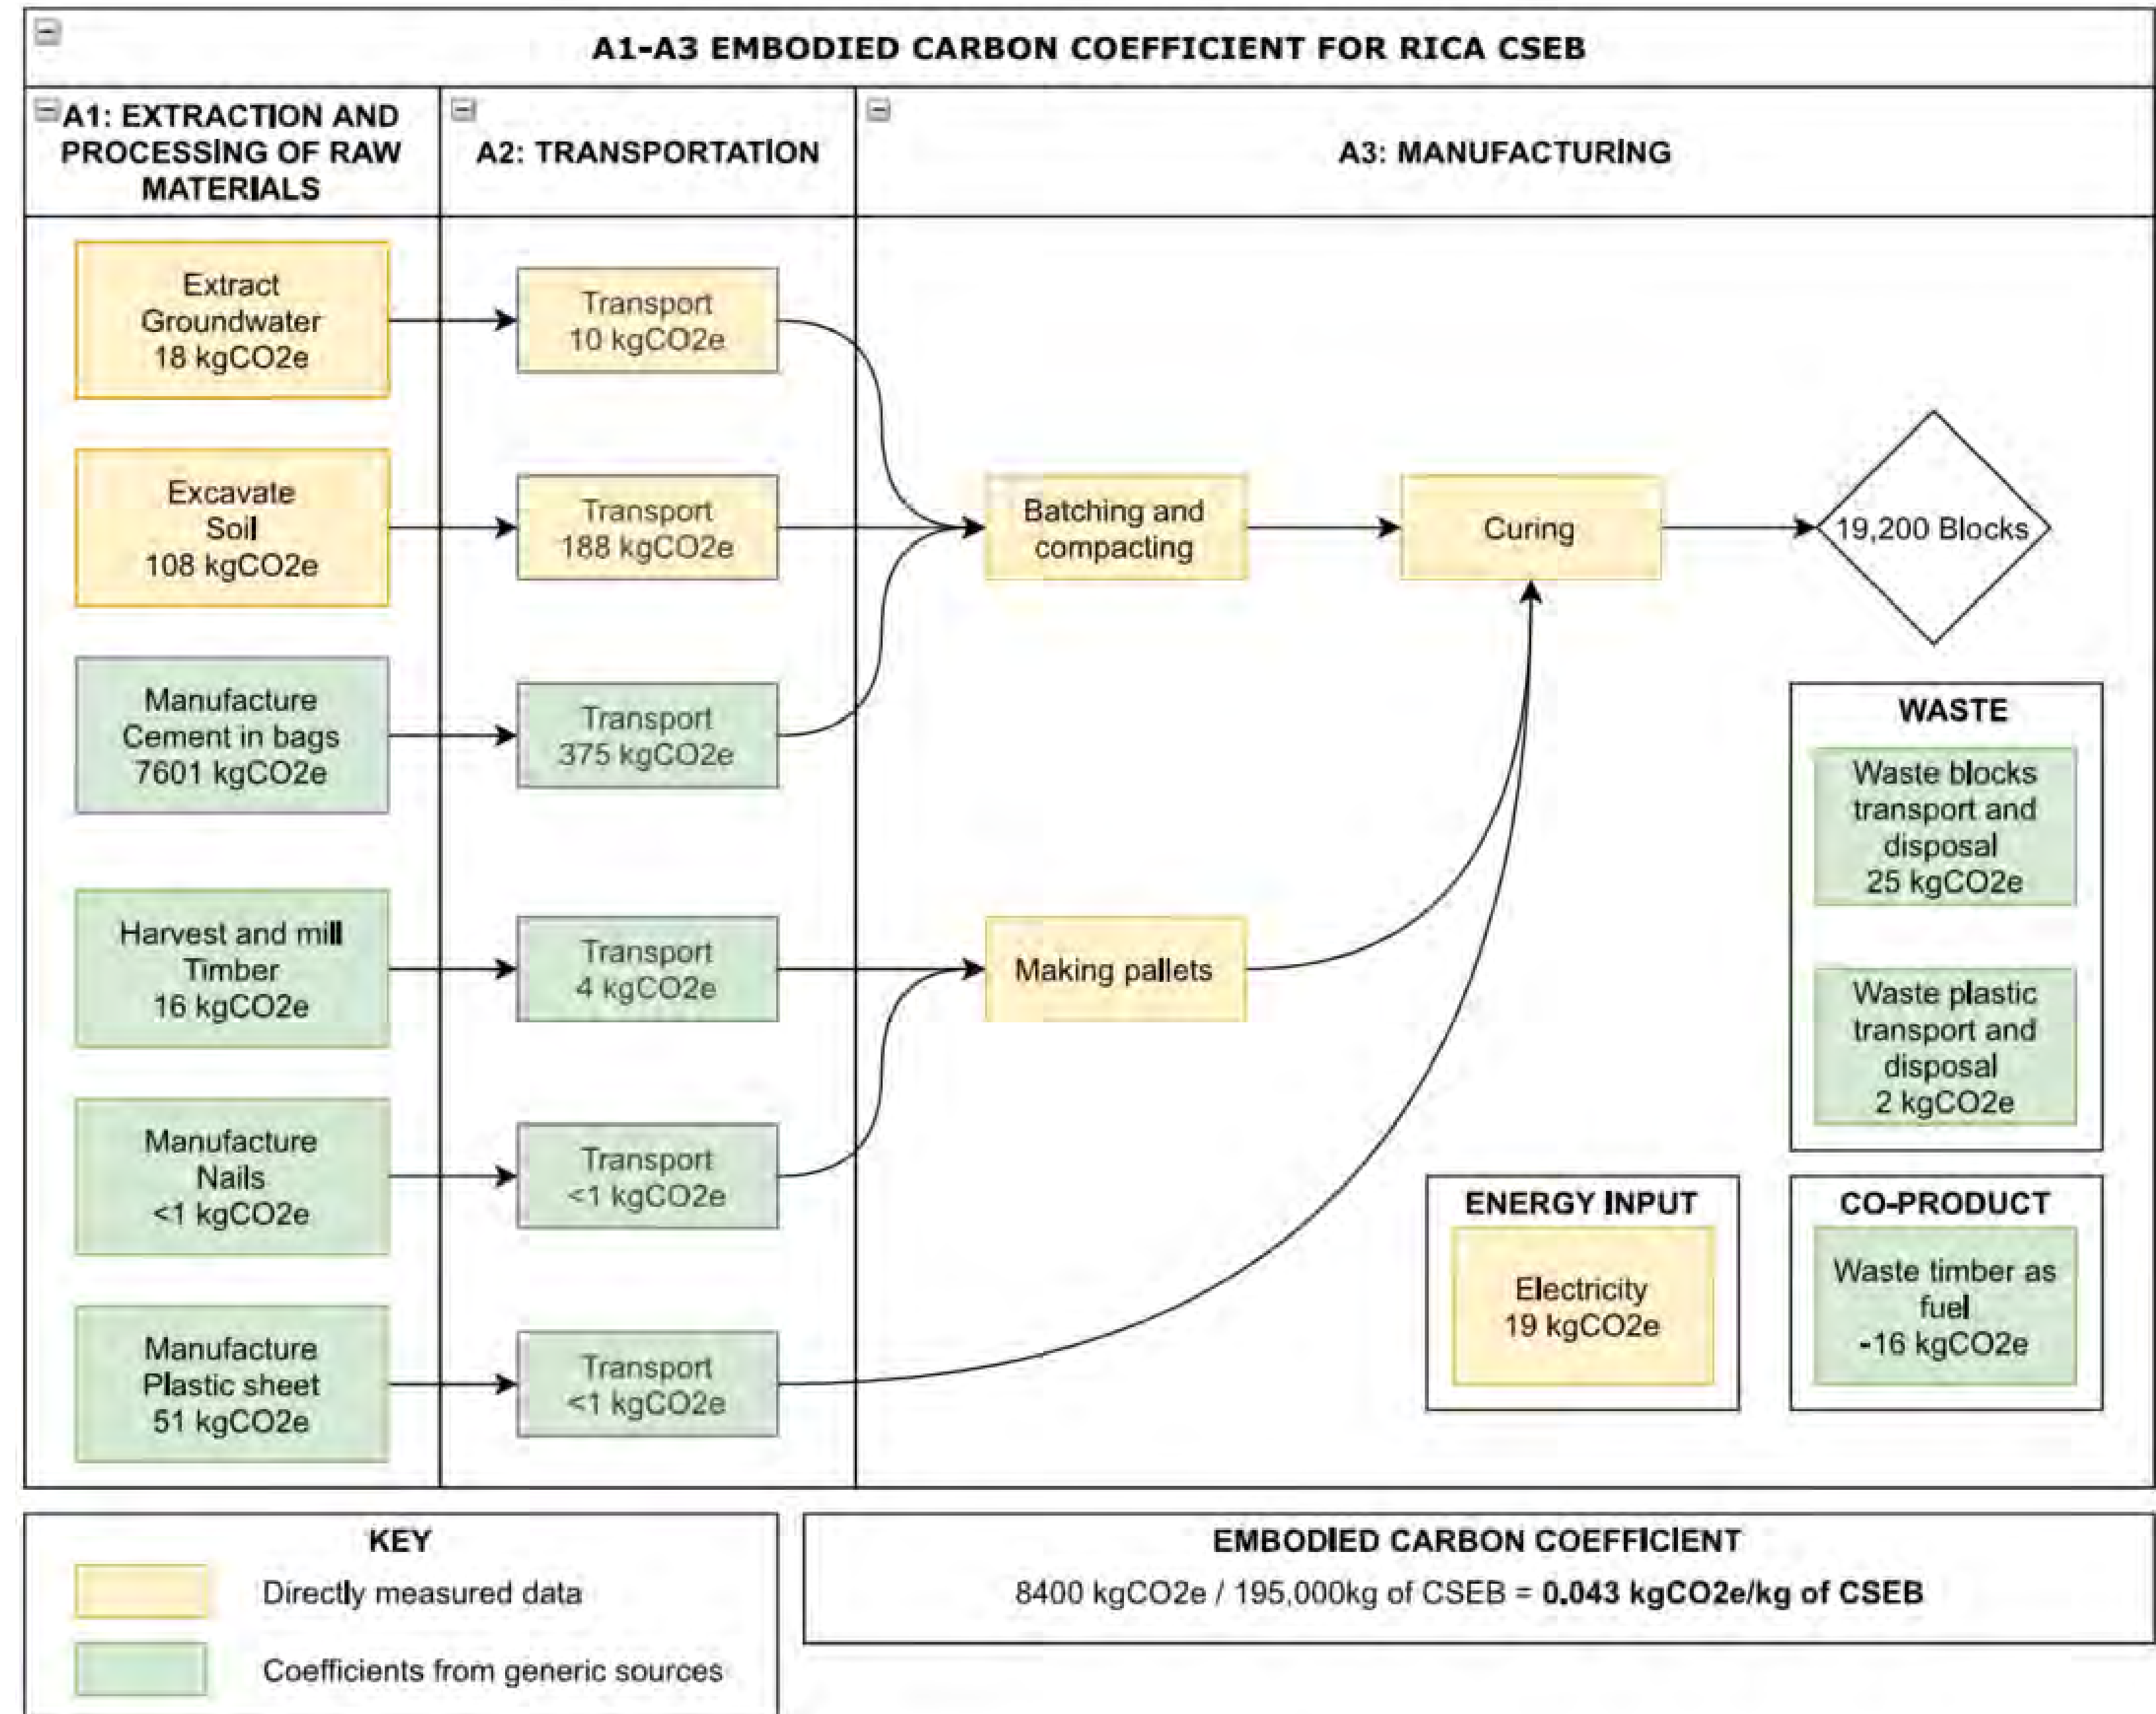 A1-A3 EMBODIED CARBON COEFFICIENT FOR RICA CSEB
A1: EXTRACTION AND
PROCESSING OF RAW
MATERIALS
A2: TRANSPORTATION
A3: MANUFACTURING
Extract
Groundwater
18 kgCO2e
Transport
10 kgCO2e
Excavate
Soil
108 kgCO2e
Transport
188 kgCO2e
Batching and
compacting
Curing
19,200 Blocks
Manufacture
Cement in bags
7601 kgCO2e
Transport
375 kgCO2e
Harvest and mill
Timber
16 kgCO2e
Transport
4 kgCO2e
Making pallets
Manufacture
Nails
<1 kgCO2e
Transport
<1 kgCO2e
Manufacture
Plastic sheet
51 kgCO2e
Transport
<1 kgCO2e
WASTE
Waste blocks
transport and
disposal
25 kgCO2e
Waste plastic
transport and
disposal
2 kgCO2e
ENERGY INPUT
Electricity
19 kgCO2e
CO-PRODUCT
Waste timber as
fuel
-16 kgCO2e
KEY
Directly measured data
Coefficients from generic sources
EMBODIED CARBON COEFFICIENT
8400 kgCO2e / 195,000kg of CSEB = 0.043 kgCO2e/kg of CSEB